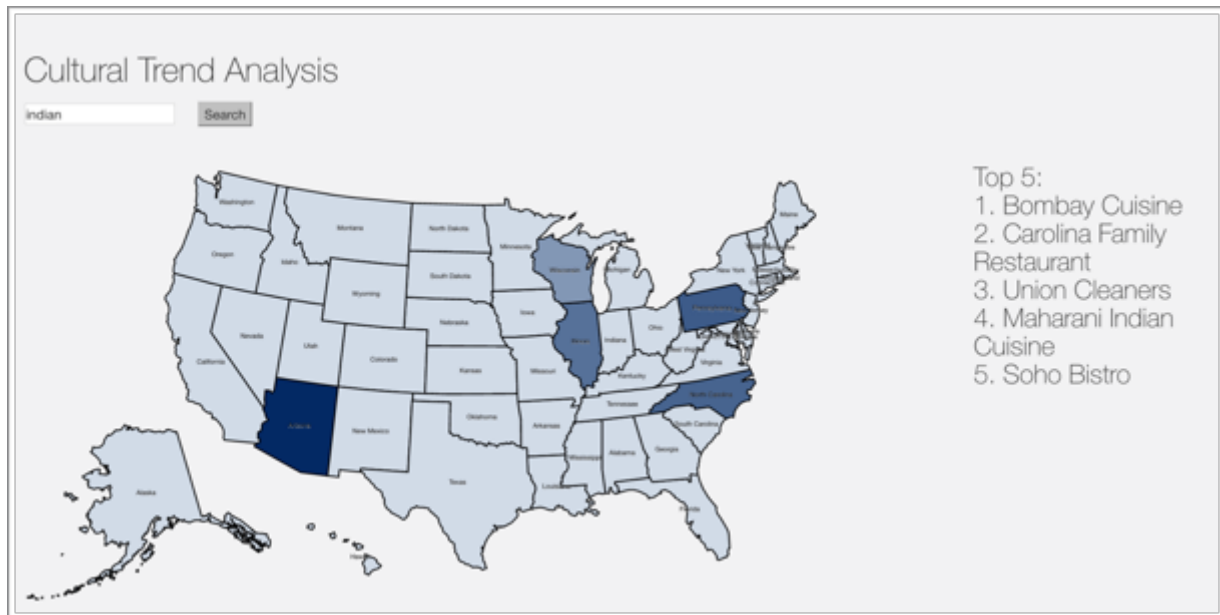 Cultural Trend Analysis
indian
Search
Top 5:
1. Bombay Cuisine
2. Carolina Family
Restaurant
3. Union Cleaners
4. Maharani Indian
Cuisine
5. Soho Bistro
Washington
Montana
North Dakota
Minnesota
Maine
Oregon
Idaho
South Dakota
Wisconsin
New York
Wyoming
Iowa
Nebraska
Nevada
Utah
Colorado
Kansas
Missouri
Illinois
Indiana
Ohio
Virginia
Kentucky
California
Arizona
New Mexico
Oklahoma
Arkansas
Tennessee
North Carolina
South Carolina
Mississippi
Alabama
Georgia
Texas
Florida
Alaska